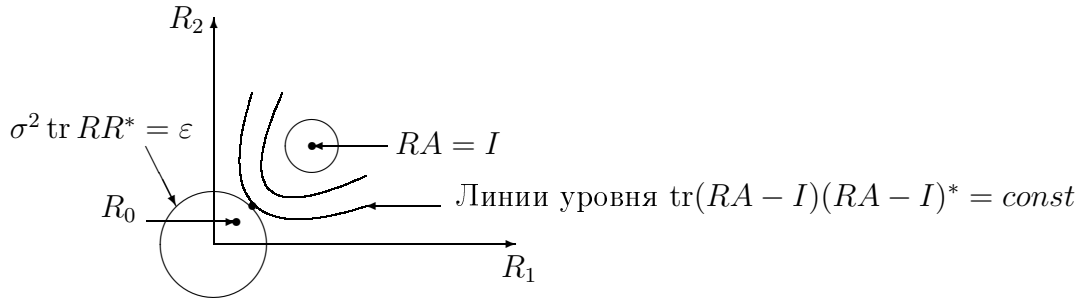 R_2
σ^2 tr RR* = ε
RA = I
R_0
Линии уровня tr(RA − I)(RA − I)* = const
R_1